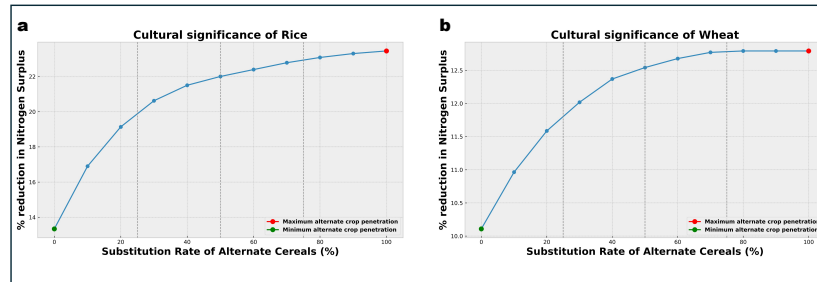 a
Cultural significance of Rice
% reduction in Nitrogen Surplus
22
20
18
16
14
0
20
40
60
80
100
Maximum alternate crop penetration
Minimum alternate crop penetration
Substitution Rate of Alternate Cereals (%)
b
Cultural significance of Wheat
% reduction in Nitrogen Surplus
12.5
12.0
11.5
11.0
10.5
10.0
0
20
40
60
80
100
Maximum alternate crop penetration
Minimum alternate crop penetration
Substitution Rate of Alternate Cereals (%)